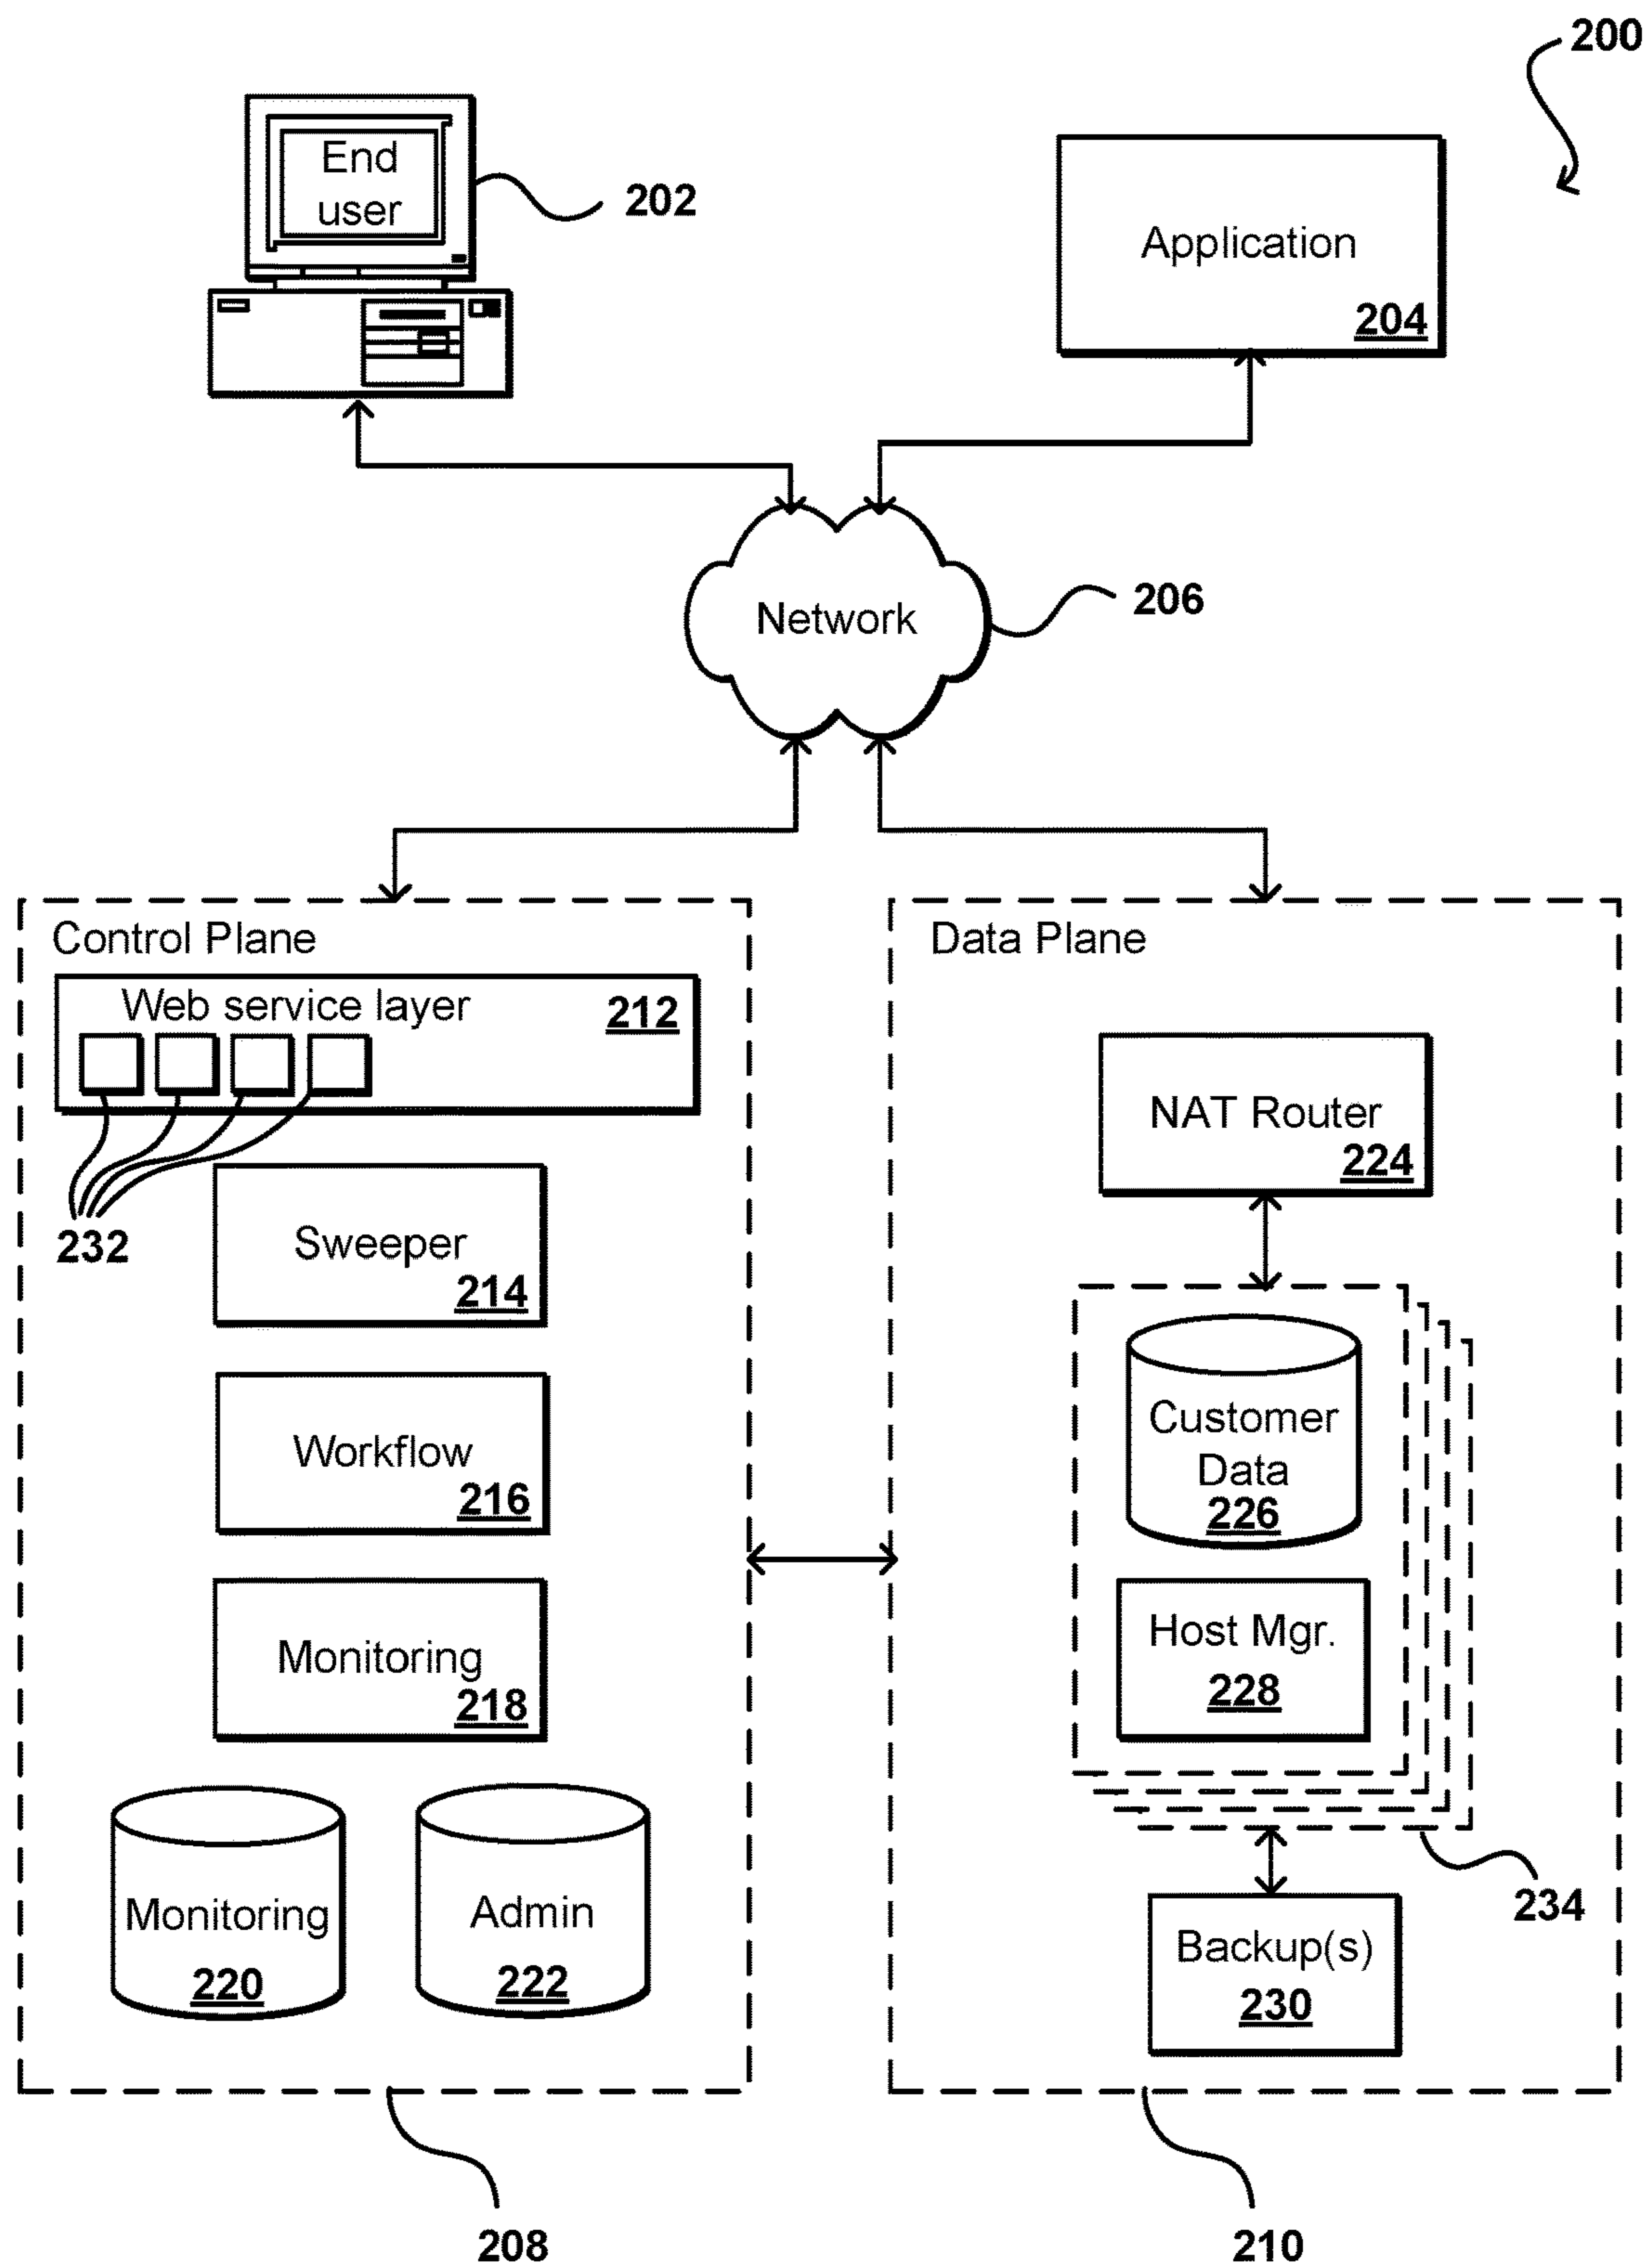 200
End
user
202
Application
204
Network
206
Control Plane
Web service layer
212
232
Sweeper
214
Workflow
216
Monitoring
218
Monitoring
220
Admin
222
208
Data Plane
NAT Router
224
Customer
Data
226
Host Mgr.
228
234
Backup(s)
230
210